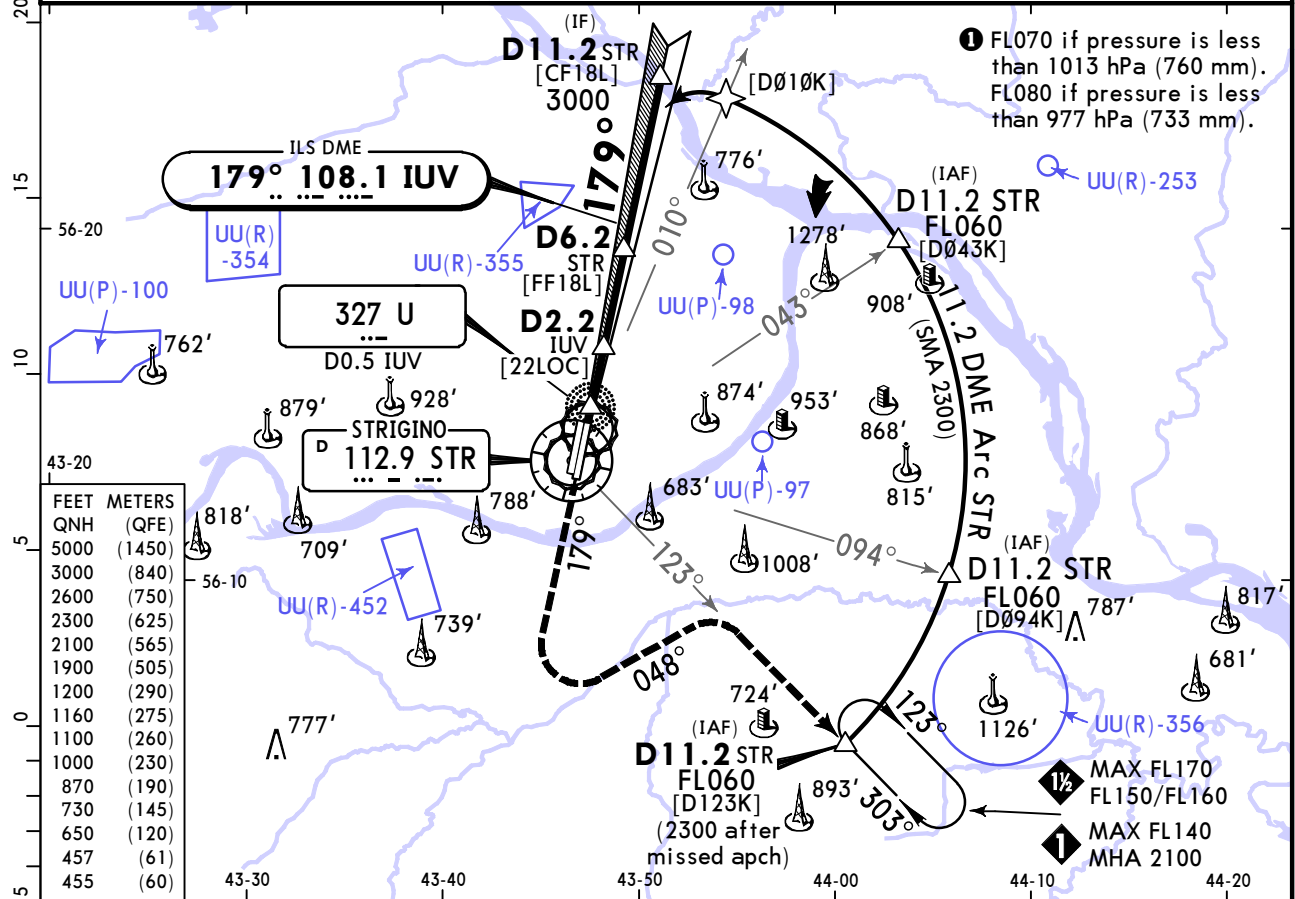 20
(IF)
D11.2 STR
[CF18L]
3000
[DØ1ØK]
1 FL070 if pressure is less
than 1013 hPa (760 mm).
FL080 if pressure is less
than 977 hPa (733 mm).
ILS DME
179° 108.1 IUV
179°
776'
UU(R)-253
15
(IAF)
D11.2 STR
FL060
[DØ43K]
56-20
UU(R)
-354
UU(R)-355
D6.2
STR
[FF18L]
010°
1278'
UU(P)-98
043°
908'
UU(P)-100
327 U
D2.2
IUV
[22LOC]
11.2 DME Arc STR
(SMA 2300)
762'
D0.5 IUV
10
879'
928'
874'
953'
868'
STRIGINO
D 112.9 STR
43-20
815'
UU(P)-97
683'
788'
818'
709'
179°
123°
1008'
094°
(IAF)
D11.2 STR
FL060
[DØ94K]
5
56-10
UU(R)-452
739'
787'
817'
681'
048°
724'
123°
1126'
UU(R)-356
0
777'
(IAF)
D11.2 STR
FL060
[D123K]
(2300 after
missed apch)
893'
303°
1½ MAX FL170
FL150/FL160
1 MAX FL140
MHA 2100
FEET METERS
QNH (QFE)
5000 (1450)
3000 (840)
2600 (750)
2300 (625)
2100 (565)
1900 (505)
1200 (290)
1160 (275)
1100 (260)
1000 (230)
870 (190)
730 (145)
650 (120)
457 (61)
455 (60)
5
43-30
43-40
43-50
44-00
44-10
44-20